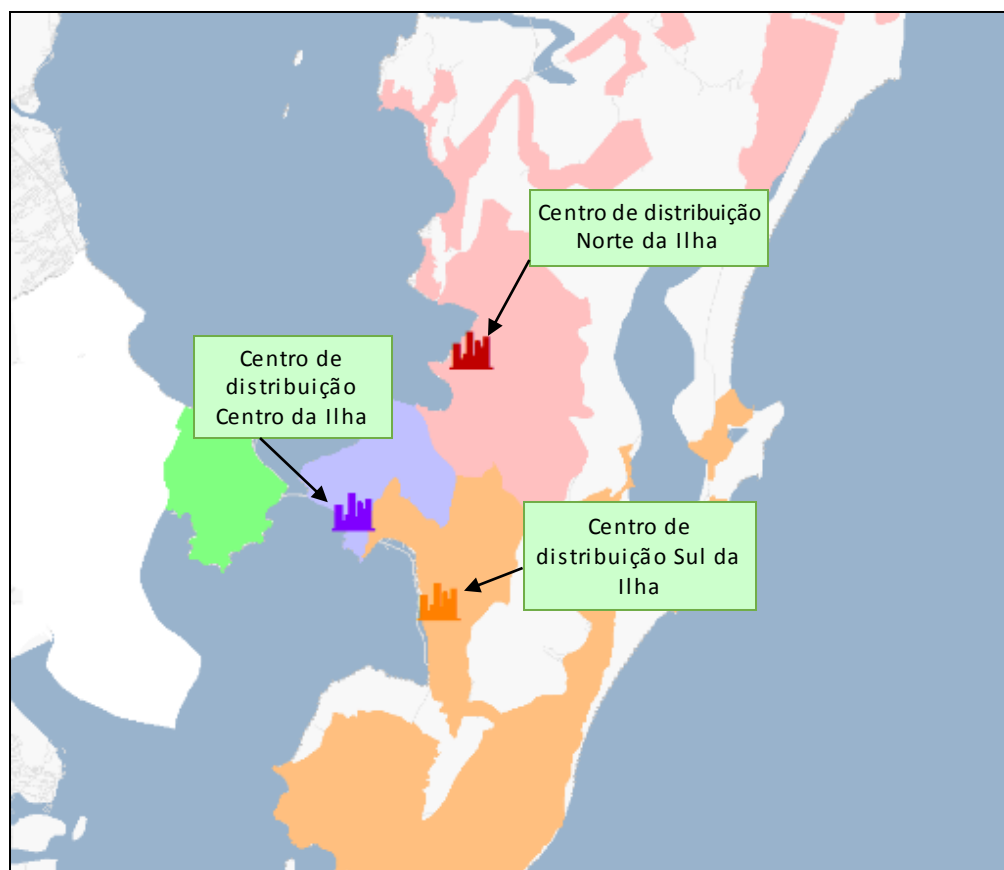 Centro de distribuição
Norte da Ilha
Centro de
distribuição
Centro da Ilha
Centro de
distribuição Sul da
Ilha